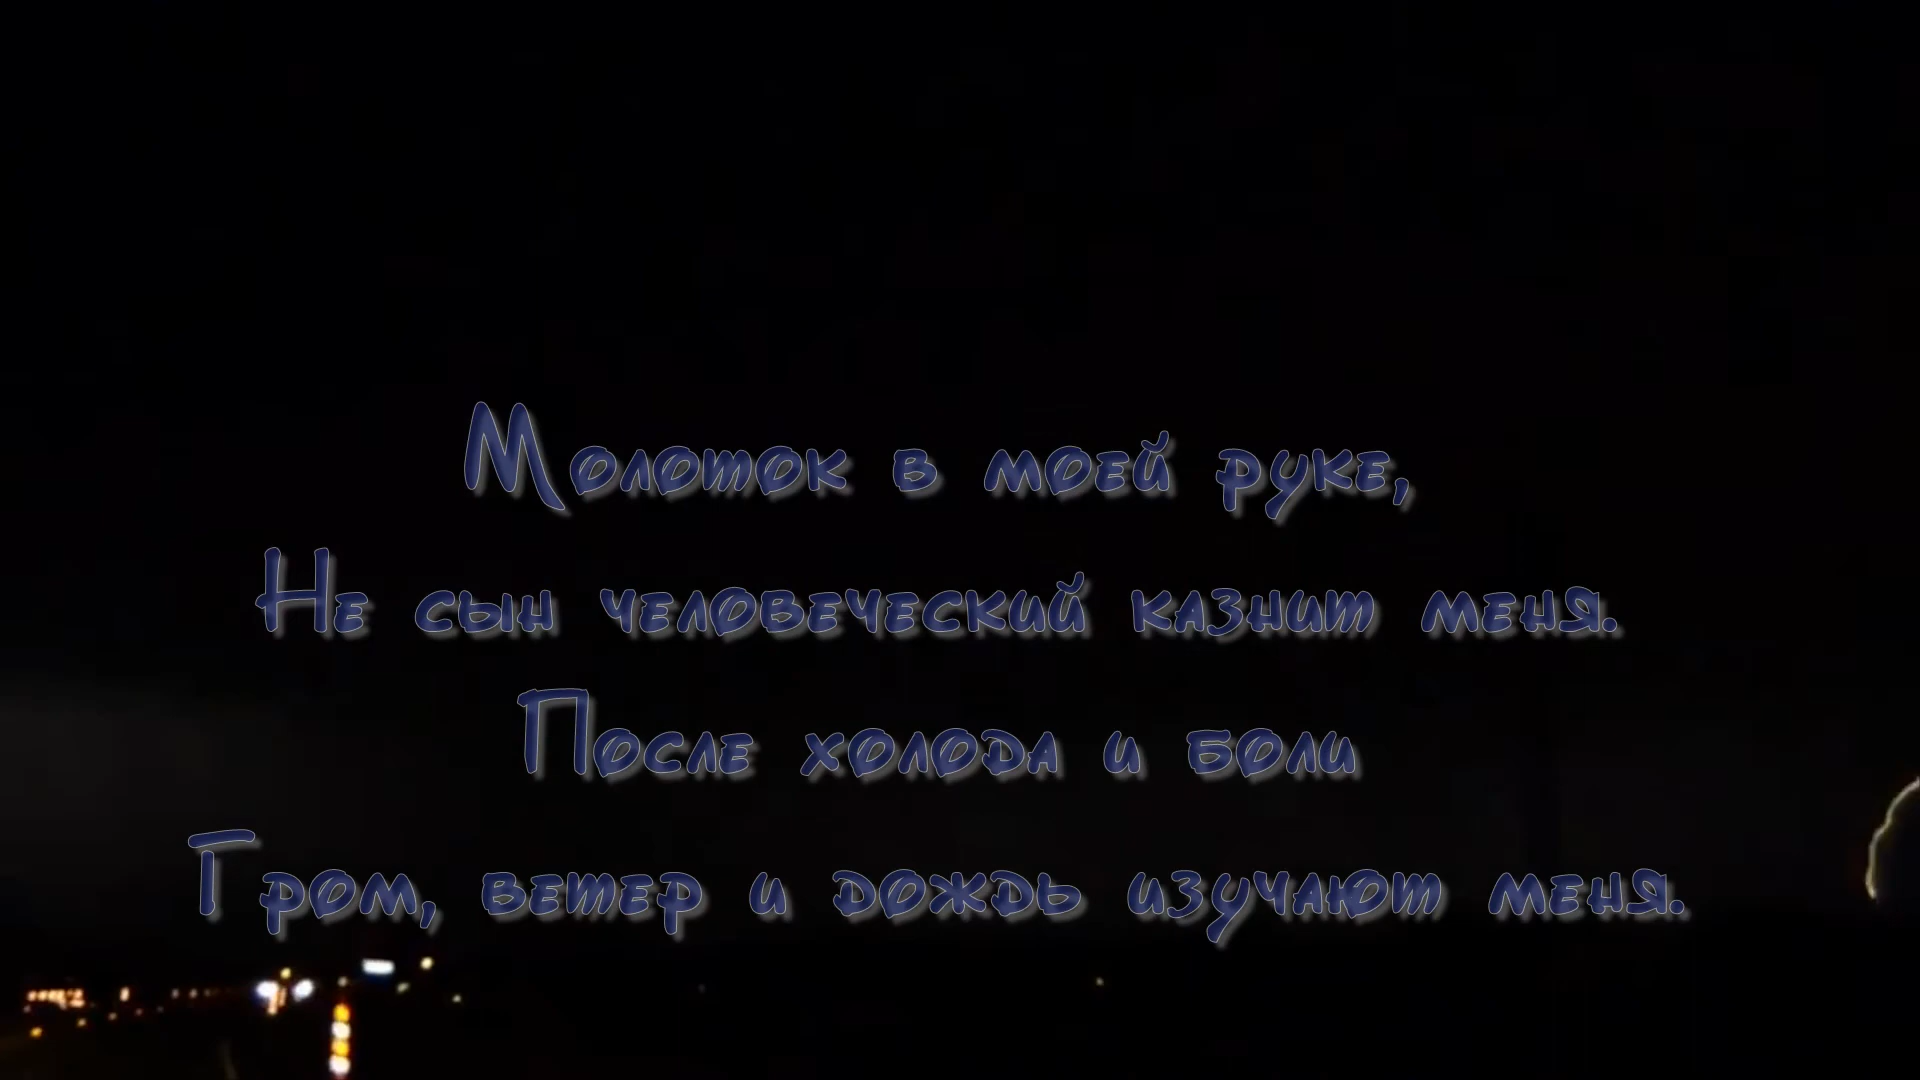 Молоток в моей руке,
Не сын человеческий казнит меня.
После холода и боли
Гром, ветер и дождь изучают меня.